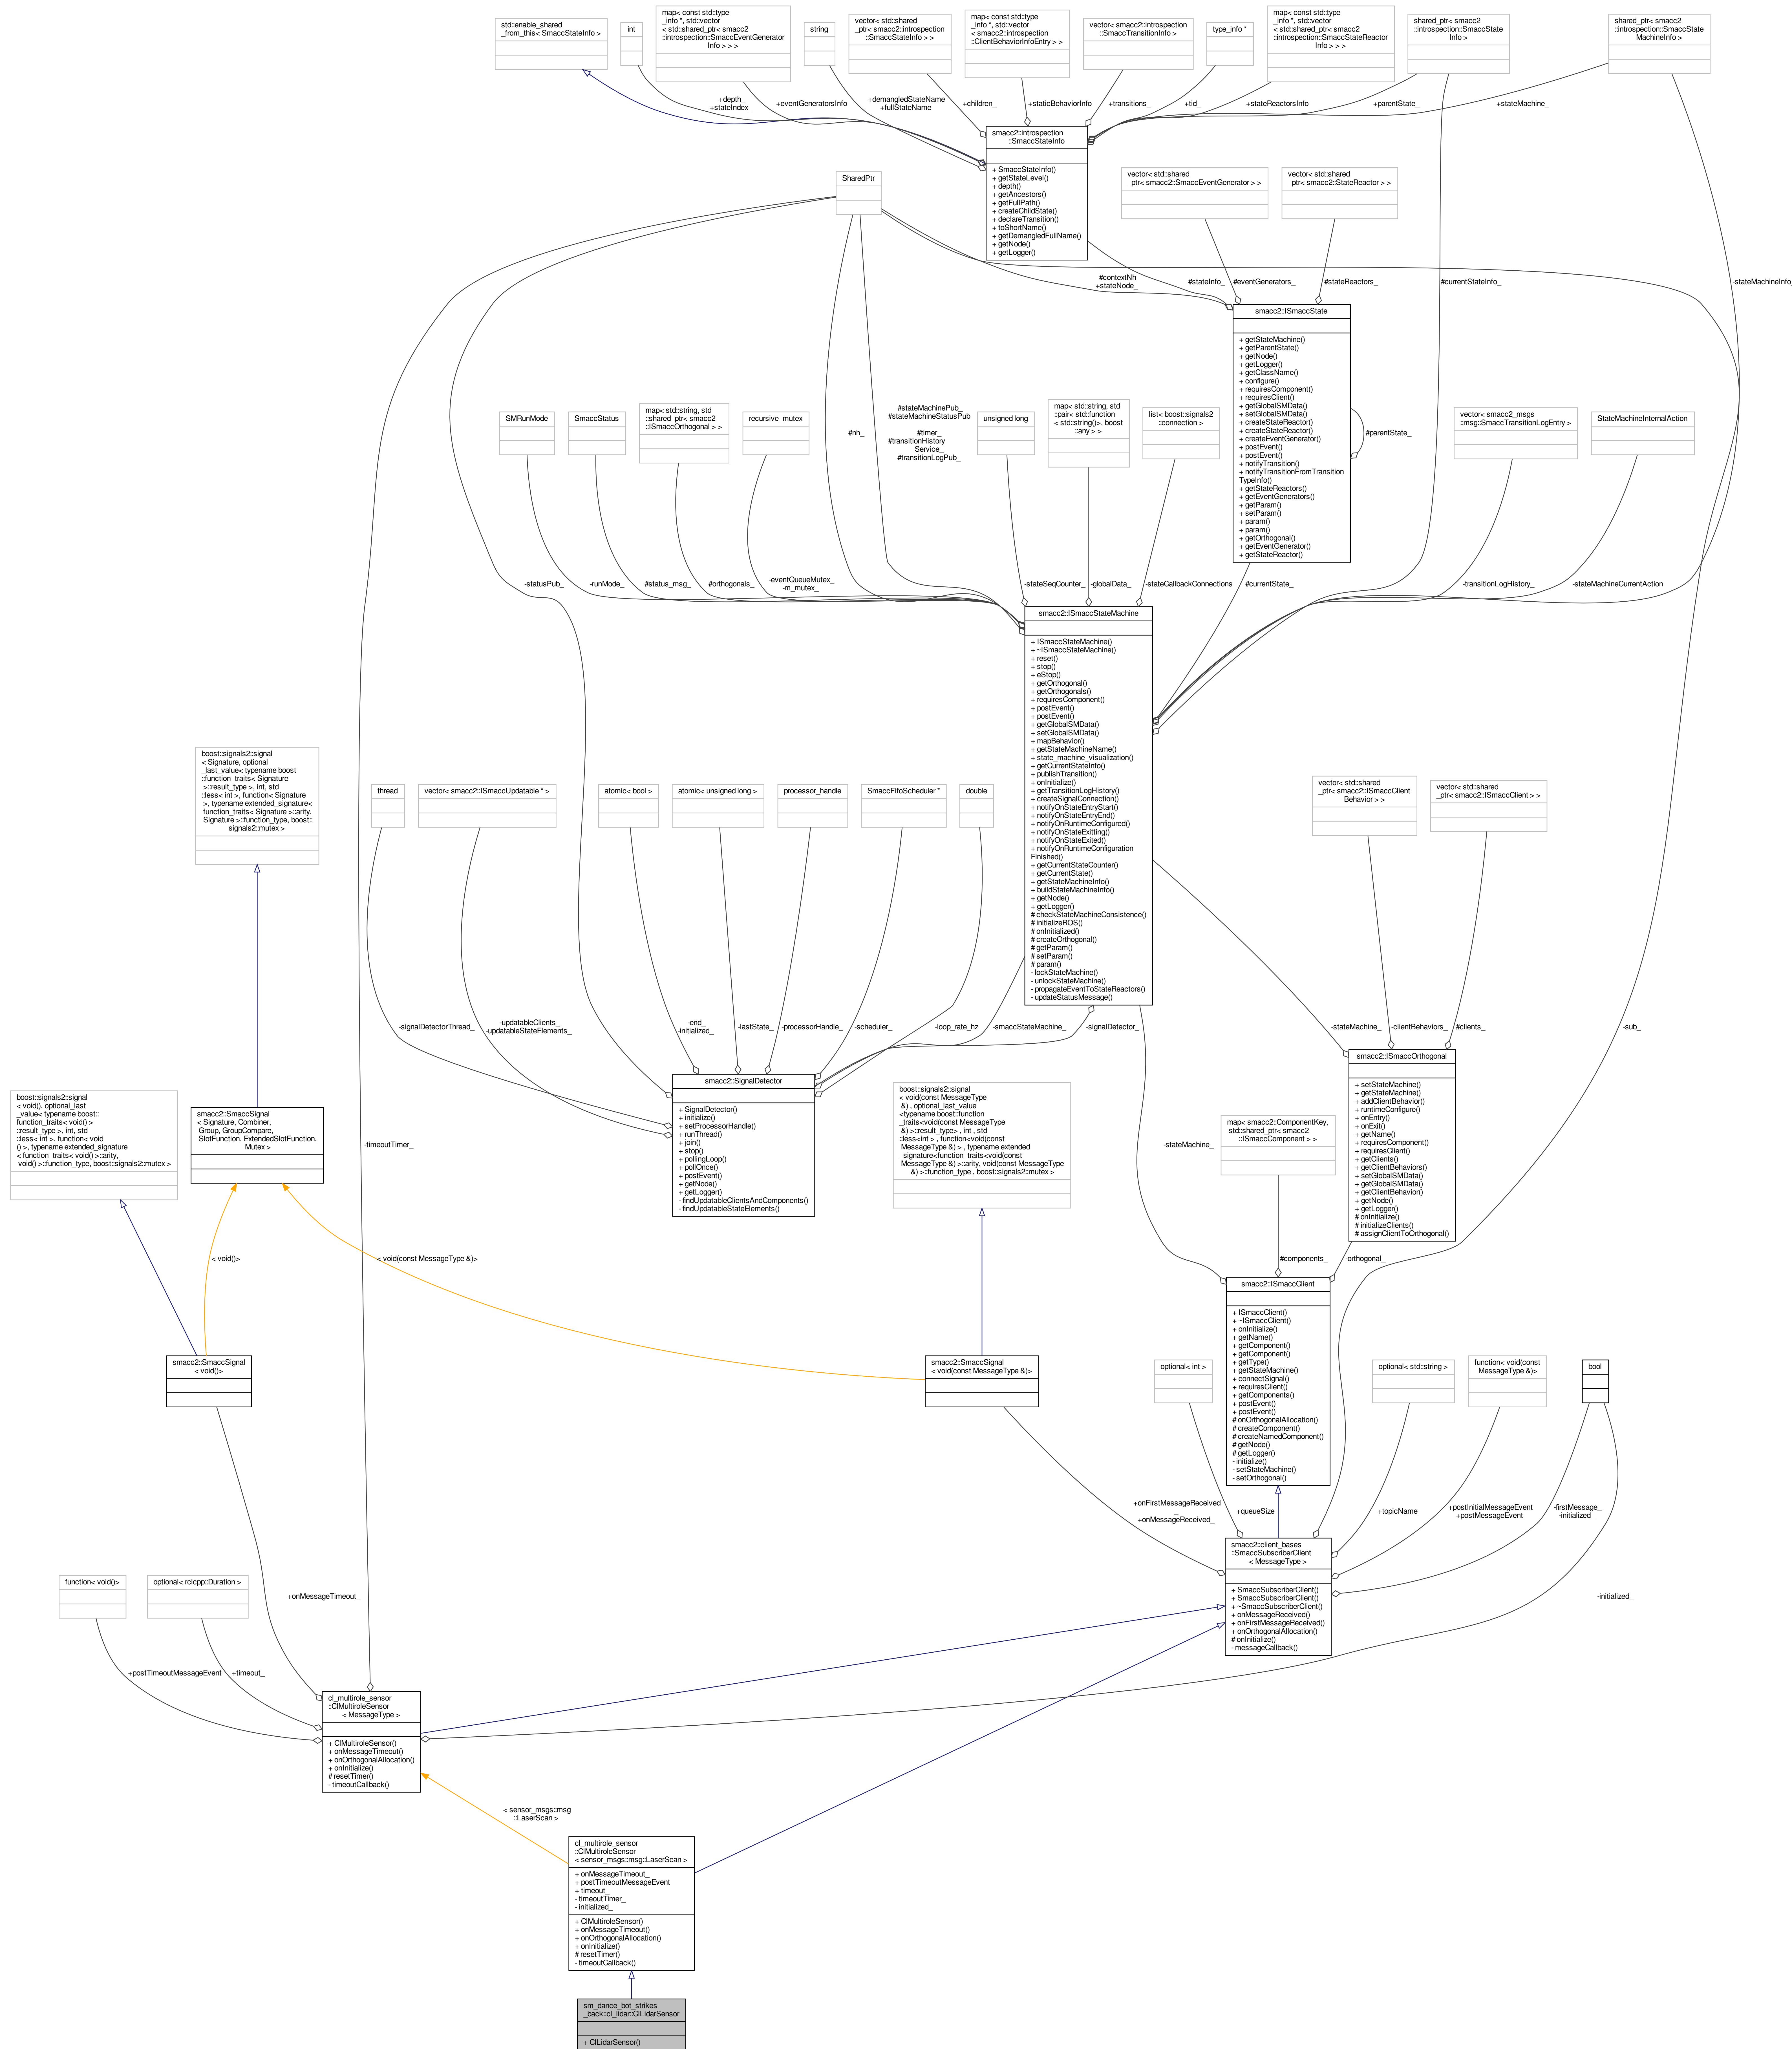 std::enable_shared
_from_this< SmaccStateInfo >
int
map< const std::type
_info *, std::vector
< std::shared_ptr< smacc2
::introspection::SmaccEventGenerator
Info > > >
string
vector< std::shared
_ptr< smacc2::introspection
::SmaccStateInfo > >
map< const std::type
_info *, std::vector
< smacc2::introspection
::ClientBehaviorInfoEntry > >
vector< smacc2::introspection
::SmaccTransitionInfo >
type_info *
map< const std::type
_info *, std::vector
< std::shared_ptr< smacc2
::introspection::SmaccStateReactor
Info > > >
shared_ptr< smacc2
::introspection::SmaccState
Info >
shared_ptr< smacc2
::introspection::SmaccState
MachineInfo >
+depth_
+stateIndex_
+eventGeneratorsInfo
+demangledStateName
+fullStateName
+children_
+staticBehaviorInfo
+transitions_
+tid_
+stateReactorsInfo
+parentState_
+stateMachine_
smacc2::introspection
::SmaccStateInfo
+ SmaccStateInfo()
+ getStateLevel()
+ depth()
+ getAncestors()
+ getFullPath()
+ createChildState()
+ declareTransition()
+ toShortName()
+ getDemangledFullName()
+ getNode()
+ getLogger()
SharedPtr
vector< std::shared
_ptr< smacc2::SmaccEventGenerator > >
vector< std::shared
_ptr< smacc2::StateReactor > >
#contextNh
+stateNode_
#stateInfo_
#eventGenerators_
#stateReactors_
#currentStateInfo_
-stateMachineInfo_
smacc2::ISmaccState
+ getStateMachine()
+ getParentState()
+ getNode()
+ getLogger()
+ getClassName()
+ configure()
+ requiresComponent()
+ requiresClient()
+ getGlobalSMData()
+ setGlobalSMData()
+ createStateReactor()
+ createStateReactor()
+ createEventGenerator()
+ postEvent()
+ postEvent()
+ notifyTransition()
+ notifyTransitionFromTransition
TypeInfo()
+ getStateReactors()
+ getEventGenerators()
+ getParam()
+ setParam()
+ param()
+ param()
+ getOrthogonal()
+ getEventGenerator()
+ getStateReactor()
#parentState_
SMRunMode
SmaccStatus
map< std::string, std
::shared_ptr< smacc2
::ISmaccOrthogonal > >
recursive_mutex
#nh_
#stateMachinePub_
#stateMachineStatusPub
_
#timer_
#transitionHistory
Service_
#transitionLogPub_
unsigned long
map< std::string, std
::pair< std::function
< std::string()>, boost
::any > >
list< boost::signals2
::connection >
vector< smacc2_msgs
::msg::SmaccTransitionLogEntry >
StateMachineInternalAction
-statusPub_
-runMode_
#status_msg_
#orthogonals_
-eventQueueMutex_
-m_mutex_
-stateSeqCounter_
-globalData_
-stateCallbackConnections
#currentState_
-transitionLogHistory_
-stateMachineCurrentAction
smacc2::ISmaccStateMachine
+ ISmaccStateMachine()
+ ~ISmaccStateMachine()
+ reset()
+ stop()
+ eStop()
+ getOrthogonal()
+ getOrthogonals()
+ requiresComponent()
+ postEvent()
+ postEvent()
+ getGlobalSMData()
+ setGlobalSMData()
+ mapBehavior()
+ getStateMachineName()
+ state_machine_visualization()
+ getCurrentStateInfo()
+ publishTransition()
+ onInitialize()
+ getTransitionLogHistory()
+ createSignalConnection()
+ notifyOnStateEntryStart()
+ notifyOnStateEntryEnd()
+ notifyOnRuntimeConfigured()
+ notifyOnStateExitting()
+ notifyOnStateExited()
+ notifyOnRuntimeConfiguration
Finished()
+ getCurrentStateCounter()
+ getCurrentState()
+ getStateMachineInfo()
+ buildStateMachineInfo()
+ getNode()
+ getLogger()
# checkStateMachineConsistence()
# initializeROS()
# onInitialized()
# createOrthogonal()
# getParam()
# setParam()
# param()
- lockStateMachine()
- unlockStateMachine()
- propagateEventToStateReactors()
- updateStatusMessage()
boost::signals2::signal
< Signature, optional
_last_value< typename boost
::function_traits< Signature
>::result_type >, int, std
::less< int >, function< Signature
>, typename extended_signature<
function_traits< Signature >::arity,
Signature >::function_type, boost::
signals2::mutex >
thread
vector< smacc2::ISmaccUpdatable * >
atomic< bool >
atomic< unsigned long >
processor_handle
SmaccFifoScheduler *
double
vector< std::shared
_ptr< smacc2::ISmaccClient
Behavior > >
vector< std::shared
_ptr< smacc2::ISmaccClient > >
-signalDetectorThread_
-updatableClients_
-updatableStateElements_
-end_
-initialized_
-lastState_
-processorHandle_
-scheduler_
-loop_rate_hz
-smaccStateMachine_
-signalDetector_
-stateMachine_
-clientBehaviors_
#clients_
-sub_
smacc2::SignalDetector
+ SignalDetector()
+ initialize()
+ setProcessorHandle()
+ runThread()
+ join()
+ stop()
+ pollingLoop()
+ pollOnce()
+ postEvent()
+ getNode()
+ getLogger()
- findUpdatableClientsAndComponents()
- findUpdatableStateElements()
smacc2::ISmaccOrthogonal
+ setStateMachine()
+ getStateMachine()
+ addClientBehavior()
+ runtimeConfigure()
+ onEntry()
+ onExit()
+ getName()
+ requiresComponent()
+ requiresClient()
+ getClients()
+ getClientBehaviors()
+ setGlobalSMData()
+ getGlobalSMData()
+ getClientBehavior()
+ getNode()
+ getLogger()
# onInitialize()
# initializeClients()
# assignClientToOrthogonal()
boost::signals2::signal
< void(), optional_last
_value< typename boost::
function_traits< void()>
::result_type >, int, std
::less< int >, function< void
() >, typename extended_signature
< function_traits< void() >::arity,
void() >::function_type, boost::signals2::mutex >
smacc2::SmaccSignal
< Signature, Combiner,
Group, GroupCompare,
SlotFunction, ExtendedSlotFunction,
Mutex >
boost::signals2::signal
< void(const MessageType
&) , optional_last_value
<typename boost::function
_traits<void(const MessageType
&) >::result_type> , int , std
::less<int > , function<void(const
MessageType &) > , typename extended
_signature<function_traits<void(const
MessageType &) >::arity, void(const MessageType
&) >::function_type , boost::signals2::mutex >
-timeoutTimer_
-stateMachine_
map< smacc2::ComponentKey,
std::shared_ptr< smacc2
::ISmaccComponent > >
< void()>
< void(const MessageType &)>
#components_
-orthogonal_
smacc2::ISmaccClient
+ ISmaccClient()
+ ~ISmaccClient()
+ onInitialize()
+ getName()
+ getComponent()
+ getComponent()
+ getType()
+ getStateMachine()
+ connectSignal()
+ requiresClient()
+ getComponents()
+ postEvent()
+ postEvent()
# onOrthogonalAllocation()
# createComponent()
# createNamedComponent()
# getNode()
# getLogger()
- initialize()
- setStateMachine()
- setOrthogonal()
smacc2::SmaccSignal
< void()>
smacc2::SmaccSignal
< void(const MessageType &)>
optional< int >
optional< std::string >
function< void(const
MessageType &)>
bool
+onFirstMessageReceived
_
+onMessageReceived_
+queueSize
+topicName
+postInitialMessageEvent
+postMessageEvent
-firstMessage_
-initialized_
smacc2::client_bases
::SmaccSubscriberClient
< MessageType >
+ SmaccSubscriberClient()
+ SmaccSubscriberClient()
+ ~SmaccSubscriberClient()
+ onMessageReceived()
+ onFirstMessageReceived()
+ onOrthogonalAllocation()
# onInitialize()
- messageCallback()
function< void()>
optional< rclcpp::Duration >
+onMessageTimeout_
-initialized_
+postTimeoutMessageEvent
+timeout_
cl_multirole_sensor
::ClMultiroleSensor
< MessageType >
+ ClMultiroleSensor()
+ onMessageTimeout()
+ onOrthogonalAllocation()
+ onInitialize()
# resetTimer()
- timeoutCallback()
< sensor_msgs::msg
::LaserScan >
cl_multirole_sensor
::ClMultiroleSensor
< sensor_msgs::msg::LaserScan >
+ onMessageTimeout_
+ postTimeoutMessageEvent
+ timeout_
- timeoutTimer_
- initialized_
+ ClMultiroleSensor()
+ onMessageTimeout()
+ onOrthogonalAllocation()
+ onInitialize()
# resetTimer()
- timeoutCallback()
sm_dance_bot_strikes
_back::cl_lidar::ClLidarSensor
+ ClLidarSensor()